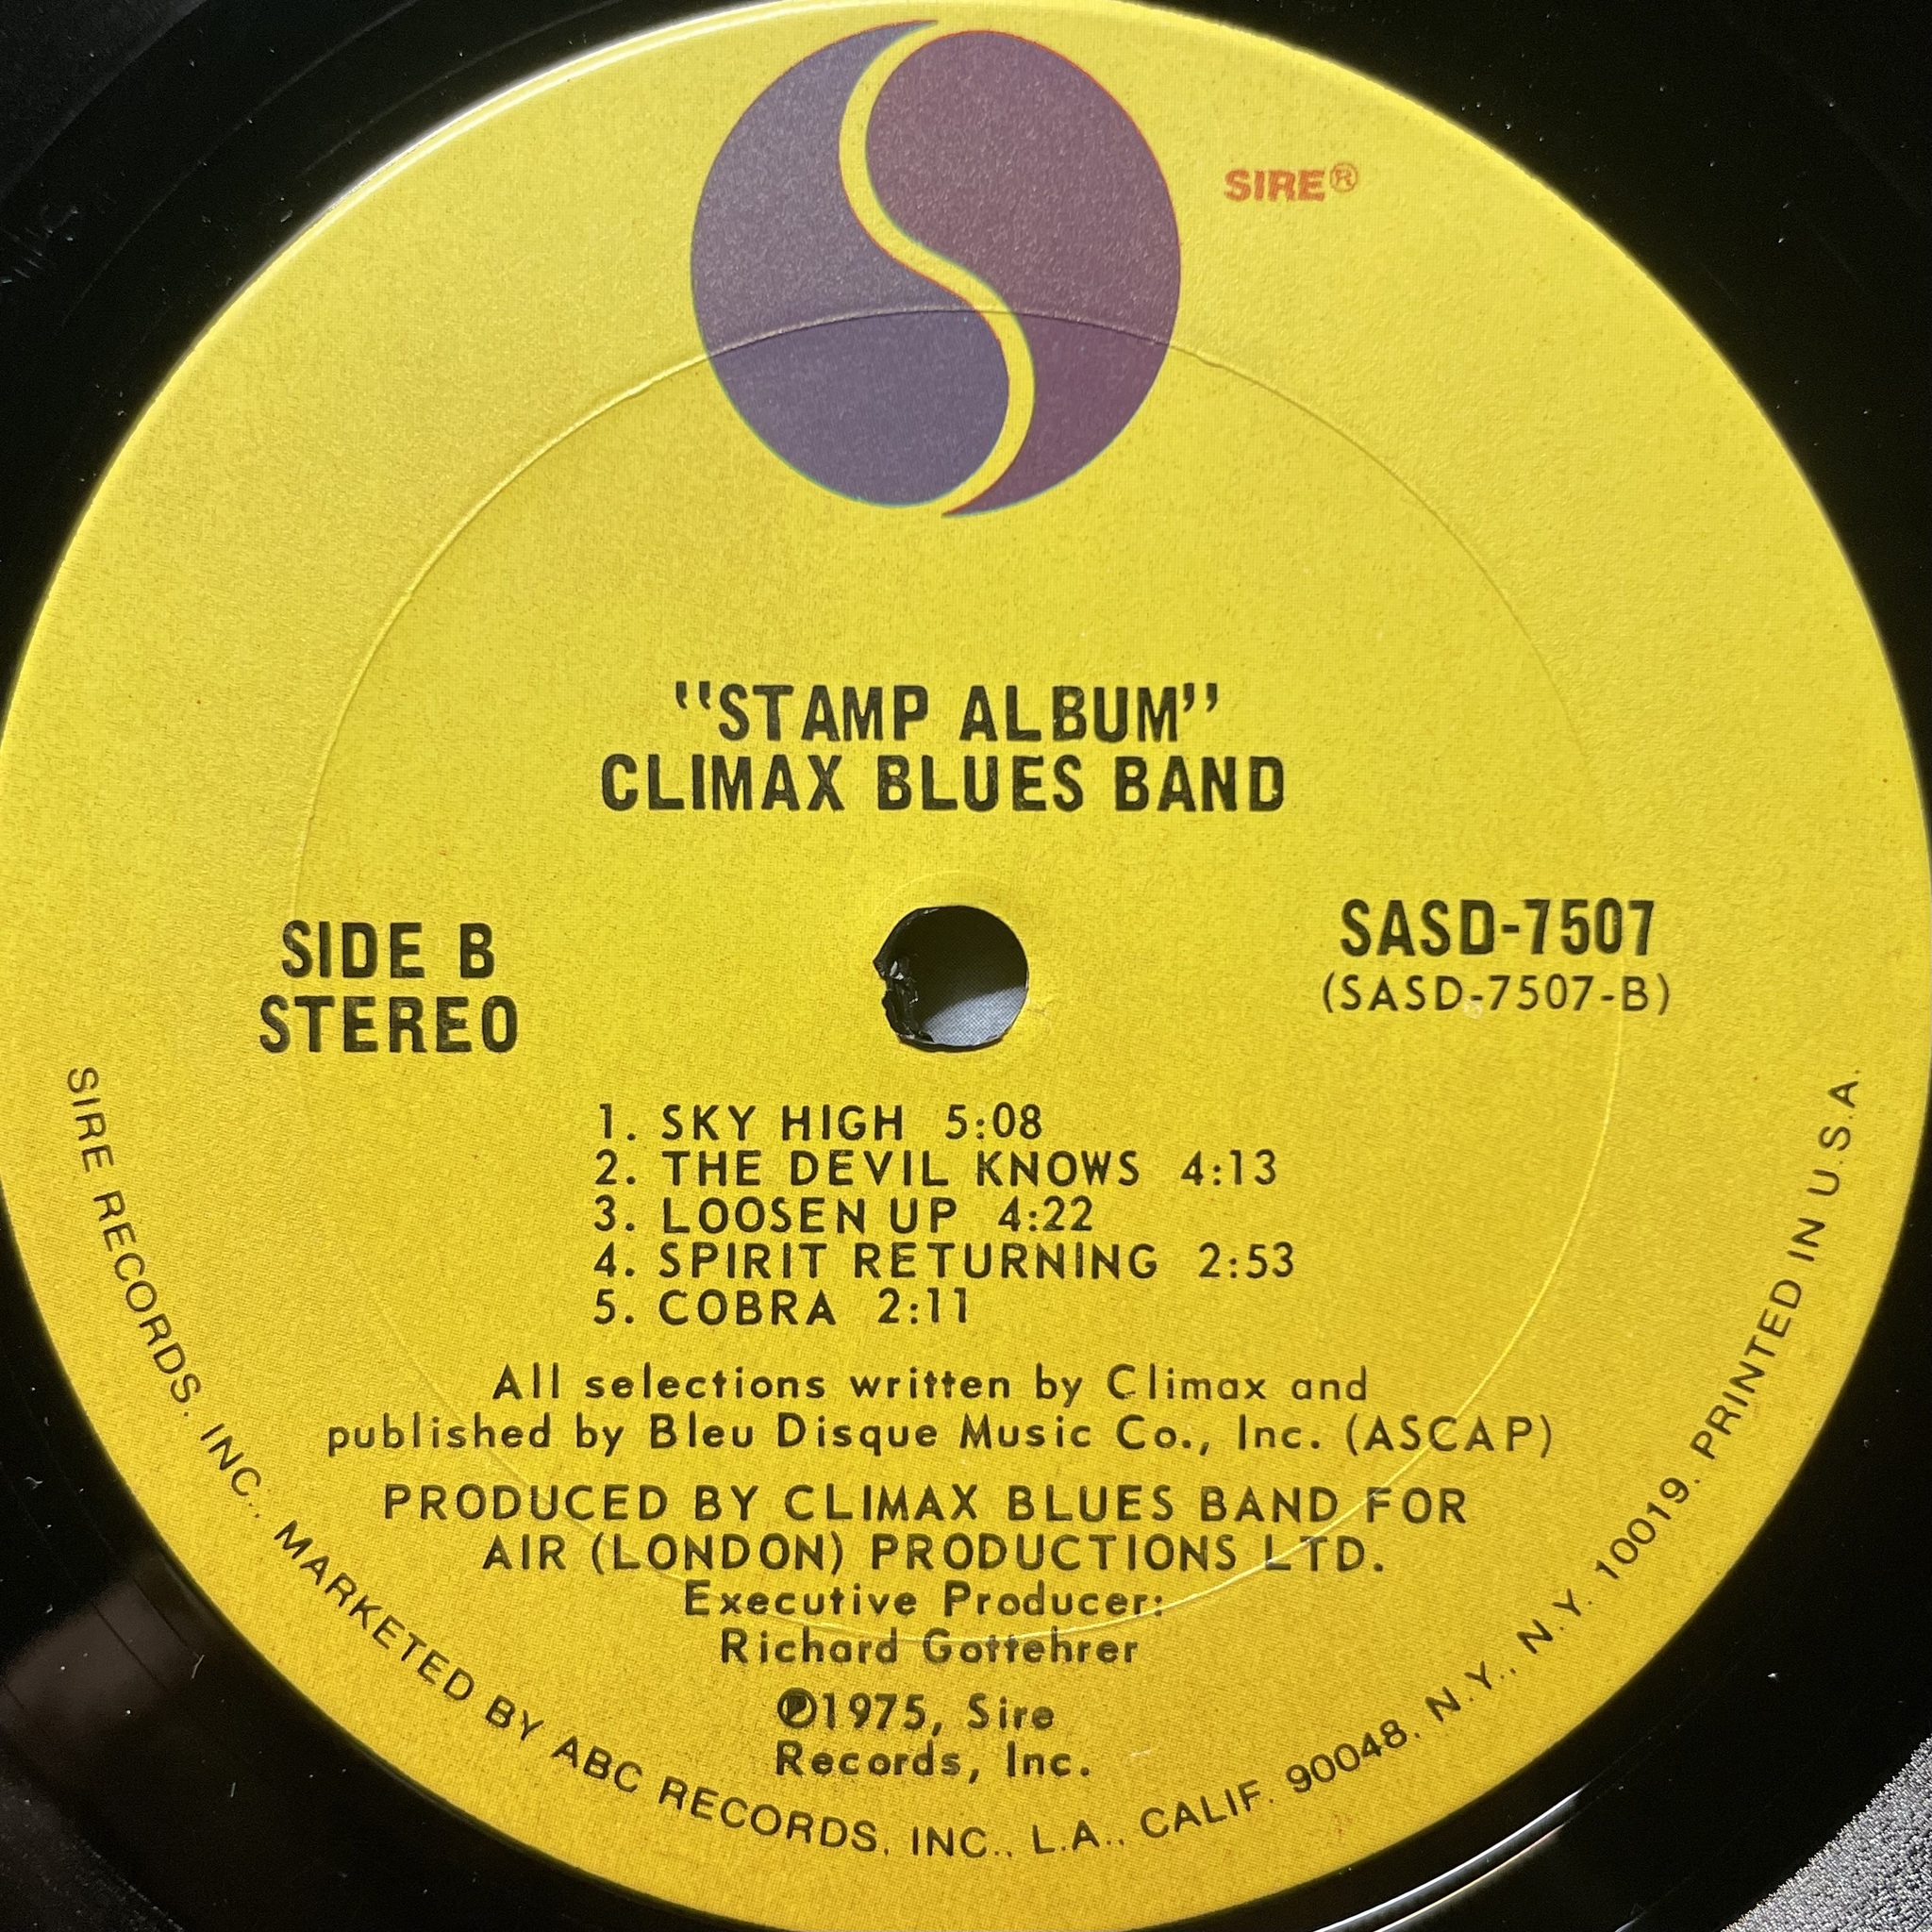 SIRE®
"STAMP ALBUM"
CLIMAX BLUES BAND
SIDE B
STEREO
SASD-7507
(SASD-7507-B)
1. SKY HIGH 5:08
2. THE DEVIL KNOWS 4:13
3. LOOSEN UP 4:22
4. SPIRIT RETURNING 2:53
5. COBRA 2:11
All selections written by Climax and
published by Bleu Disque Music Co., Inc. (ASCAP)
PRODUCED BY CLIMAX BLUES BAND FOR
AIR (LONDON) PRODUCTIONS LTD.
Executive Producer:
Richard Gottehrer
℗1975, Sire
Records, Inc.
SIRE RECORDS, INC., MARKETED BY ABC RECORDS, INC., L.A., CALIF. 90048, N.Y., N.Y. 10019. PRINTED IN U.S.A.